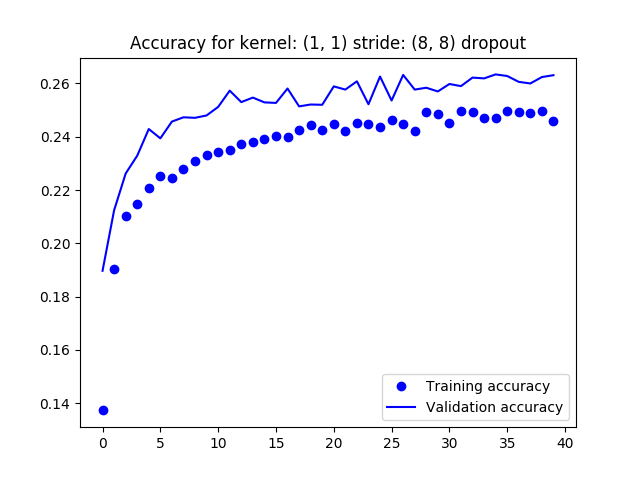 Accuracy for kernel: (1, 1) stride: (8, 8) dropout
0.26
0.24
0.22
0.20
0.18
0.16
0.14
Training accuracy
Validation accuracy
0 5 10 15 20 25 30 35 40